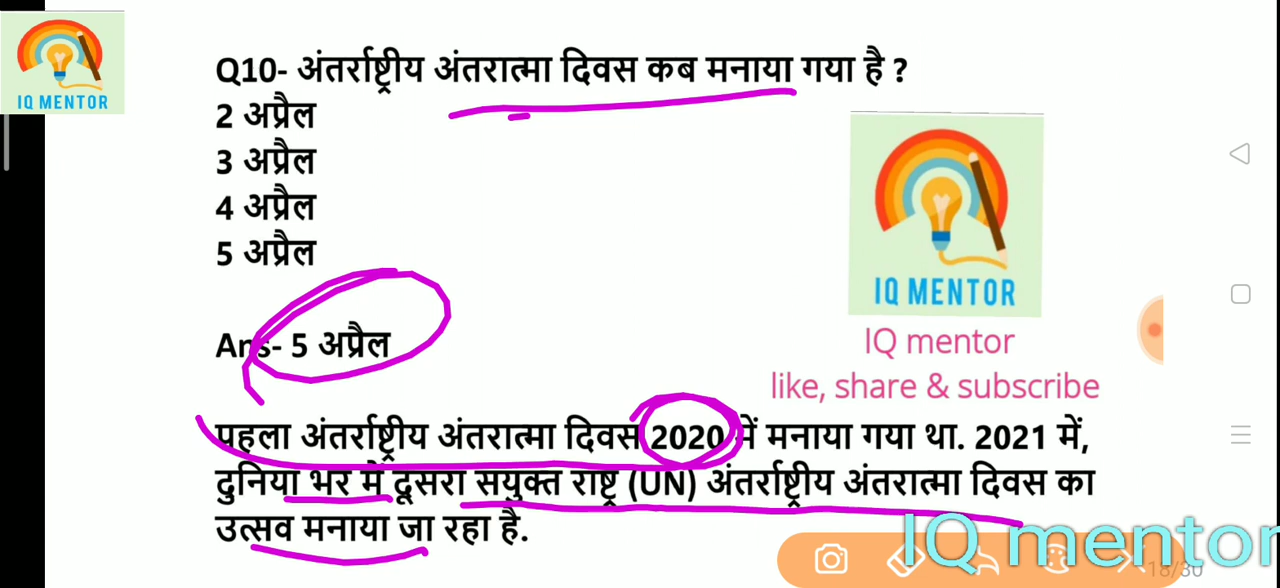 IQ MENTOR
Q10- अंतर्राष्ट्रीय अंतरात्मा दिवस कब मनाया गया है ?
2 अप्रैल
3 अप्रैल
4 अप्रैल
5 अप्रैल
Ans- 5 अप्रैल
IQ MENTOR
IQ mentor
like, share & subscribe
पहला अंतर्राष्ट्रीय अंतरात्मा दिवस 2020 में मनाया गया था. 2021 में,
दुनिया भर में दूसरा सयुक्त राष्ट्र (UN) अंतर्राष्ट्रीय अंतरात्मा दिवस का
उत्सव मनाया जा रहा है.
IQ mentor
18/30